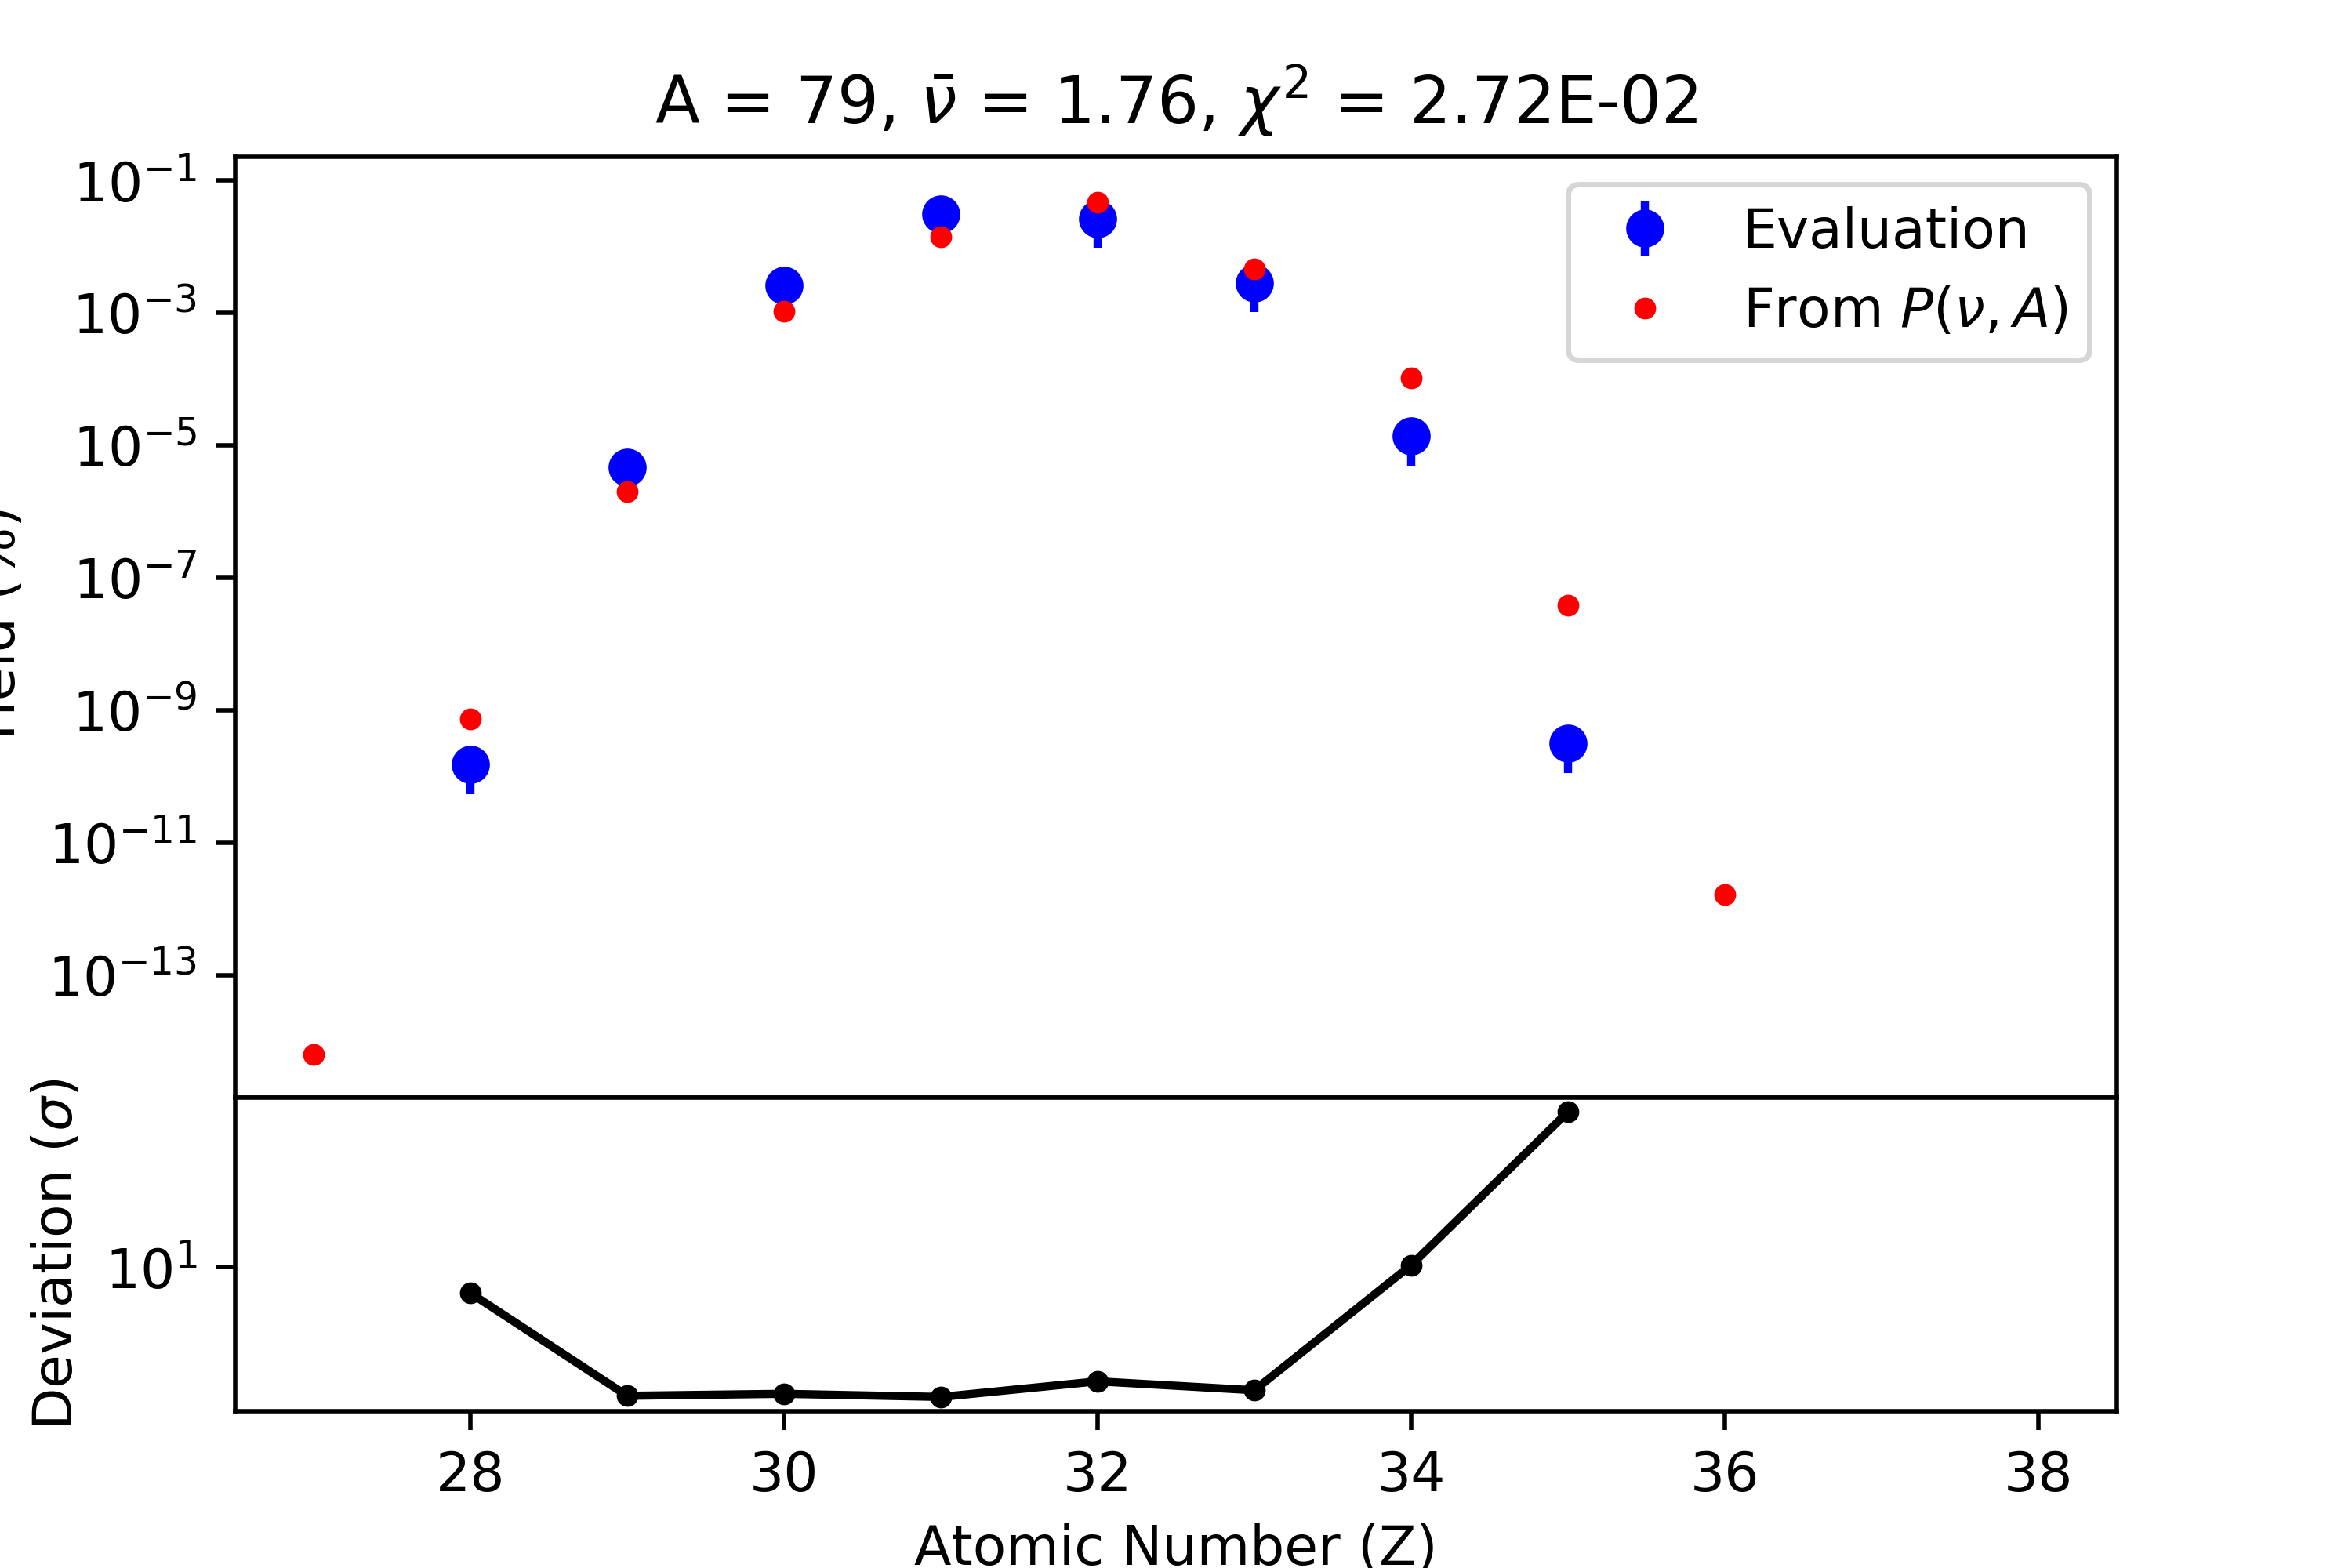 A = 79, ν̄ = 1.76, χ² = 2.72E-02
10⁻¹
10⁻³
10⁻⁵
10⁻⁷
10⁻⁹
10⁻¹¹
10⁻¹³
(%)
Evaluation
From P(ν, A)
Deviation (σ)
10¹
28 30 32 34 36 38
Atomic Number (Z)